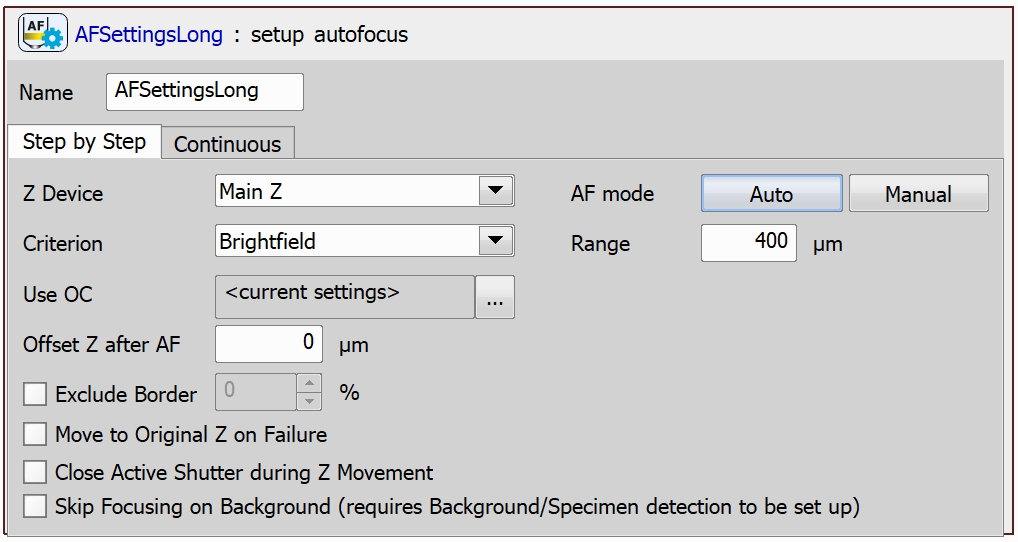 AF
AFSettingsLong : setup autofocus
Name AFSettingsLong
Step by Step Continuous
Z Device Main Z AF mode Auto Manual
Criterion Brightfield Range 400 µm
Use OC <current settings> ...
Offset Z after AF 0 µm
Exclude Border 0 %
Move to Original Z on Failure
Close Active Shutter during Z Movement
Skip Focusing on Background (requires Background/Specimen detection to be set up)